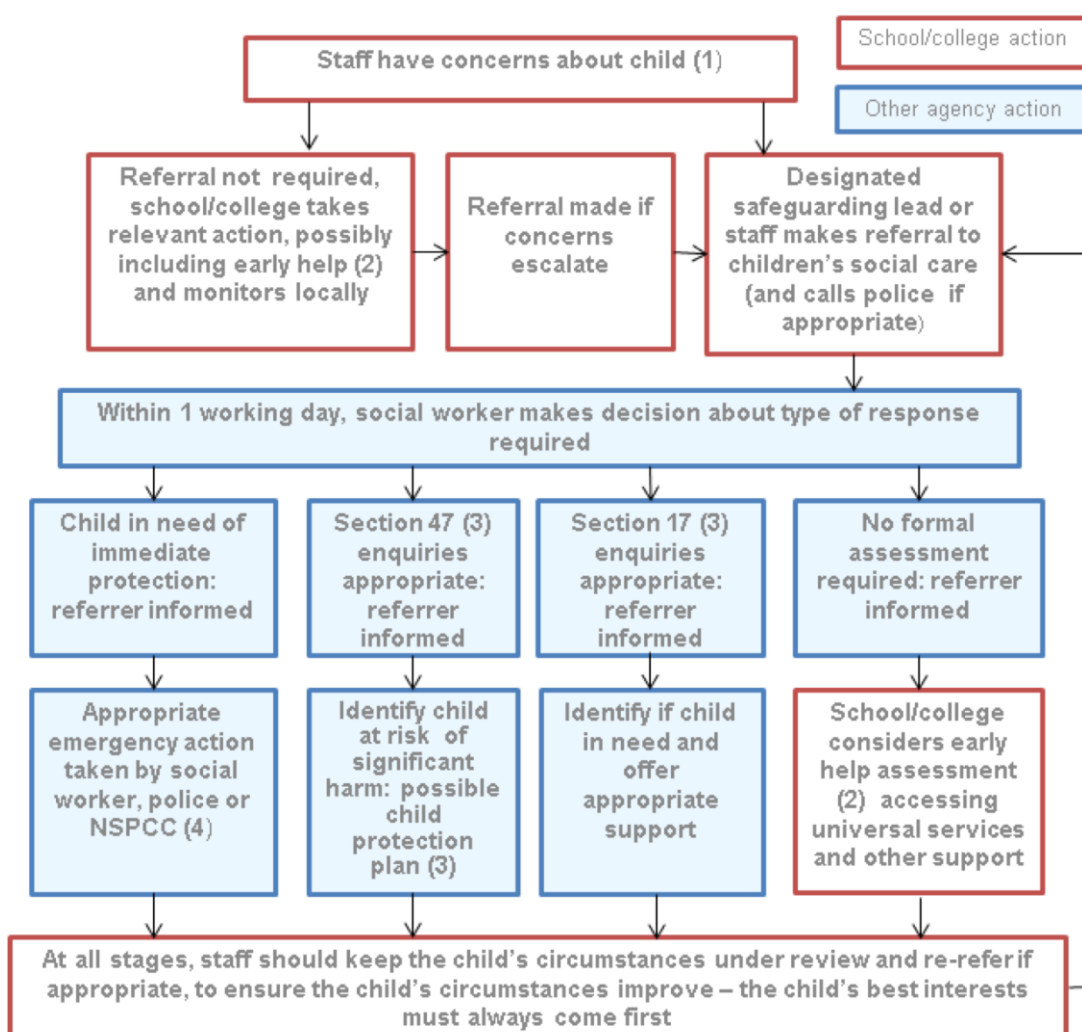 School/college action
Staff have concerns about child (1)
Other agency action
Referral not required,
school/college takes
relevant action, possibly
including early help (2)
and monitors locally
Referral made if
concerns
escalate
Designated
safeguarding lead or
staff makes referral to
children's social care
(and calls police if
appropriate)
Within 1 working day, social worker makes decision about type of response
required
Child in need of
immediate
protection:
referrer informed
Section 47 (3)
enquiries
appropriate:
referrer
informed
Section 17 (3)
enquiries
appropriate:
referrer
informed
No formal
assessment
required: referrer
informed
Appropriate
emergency action
taken by social
worker, police or
NSPCC (4)
Identify child
at risk of
significant
harm: possible
child
protection
plan (3)
Identify if child
in need and
offer
appropriate
support
School/college
considers early
help assessment
(2) accessing
universal services
and other support
At all stages, staff should keep the child's circumstances under review and re-refer if
appropriate, to ensure the child's circumstances improve – the child's best interests
must always come first